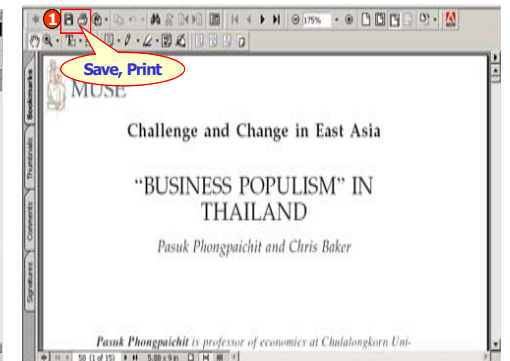 1
175%
Save, Print
MUSE
Bookmarks
Thumbnails
Comments
Signatures
Challenge and Change in East Asia
“BUSINESS POPULISM” IN
THAILAND
Pasuk Phongpaichit and Chris Baker
Pasuk Phongpaichit is professor of economics at Chulalongkorn Uni-
50 (1 of 15)
5.00 x 9 in